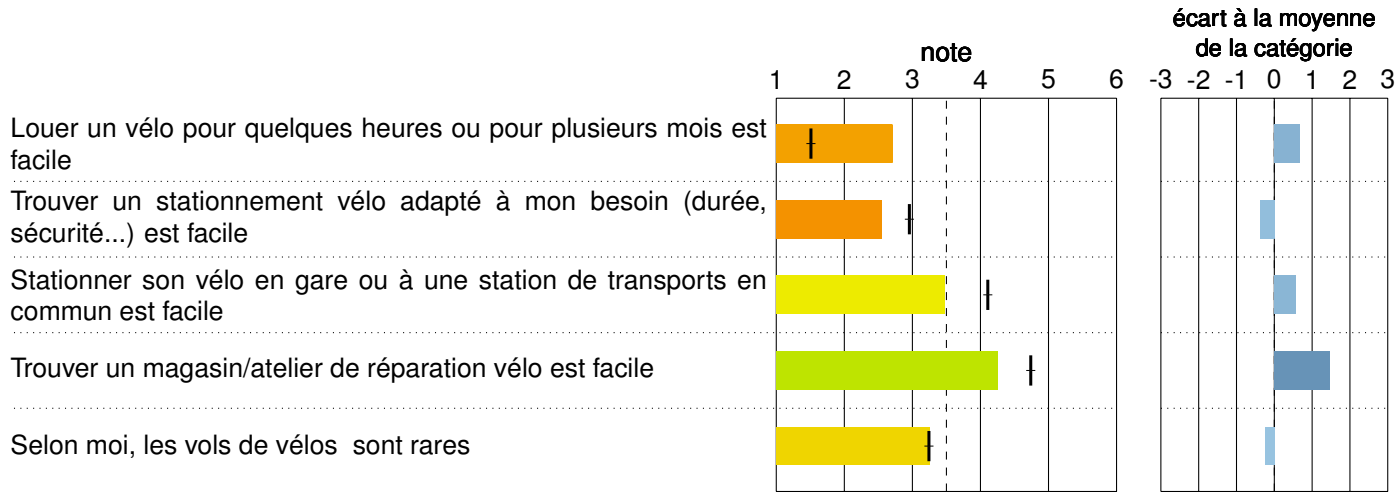 écart à la moyenne
note
de la catégorie
1 2 3 4 5 6
-3 -2 -1 0 1 2 3
Louer un vélo pour quelques heures ou pour plusieurs mois est
facile
Trouver un stationnement vélo adapté à mon besoin (durée,
sécurité...) est facile
Stationner son vélo en gare ou à une station de transports en
commun est facile
Trouver un magasin/atelier de réparation vélo est facile
Selon moi, les vols de vélos  sont rares